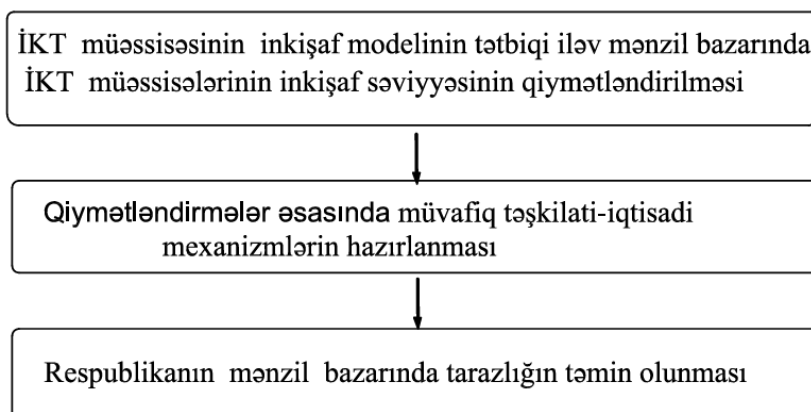 İKT müəssisəsinin inkişaf modelinin tətbiqi iləv mənzil bazarında
İKT müəssisələrinin inkişaf səviyyəsinin qiymətləndirilməsi
Qiymətləndirmələr əsasında müvafiq təşkilati-iqtisadi
mexanizmlərin hazırlanması
Respublikanın mənzil bazarında tarazlığın təmin olunması